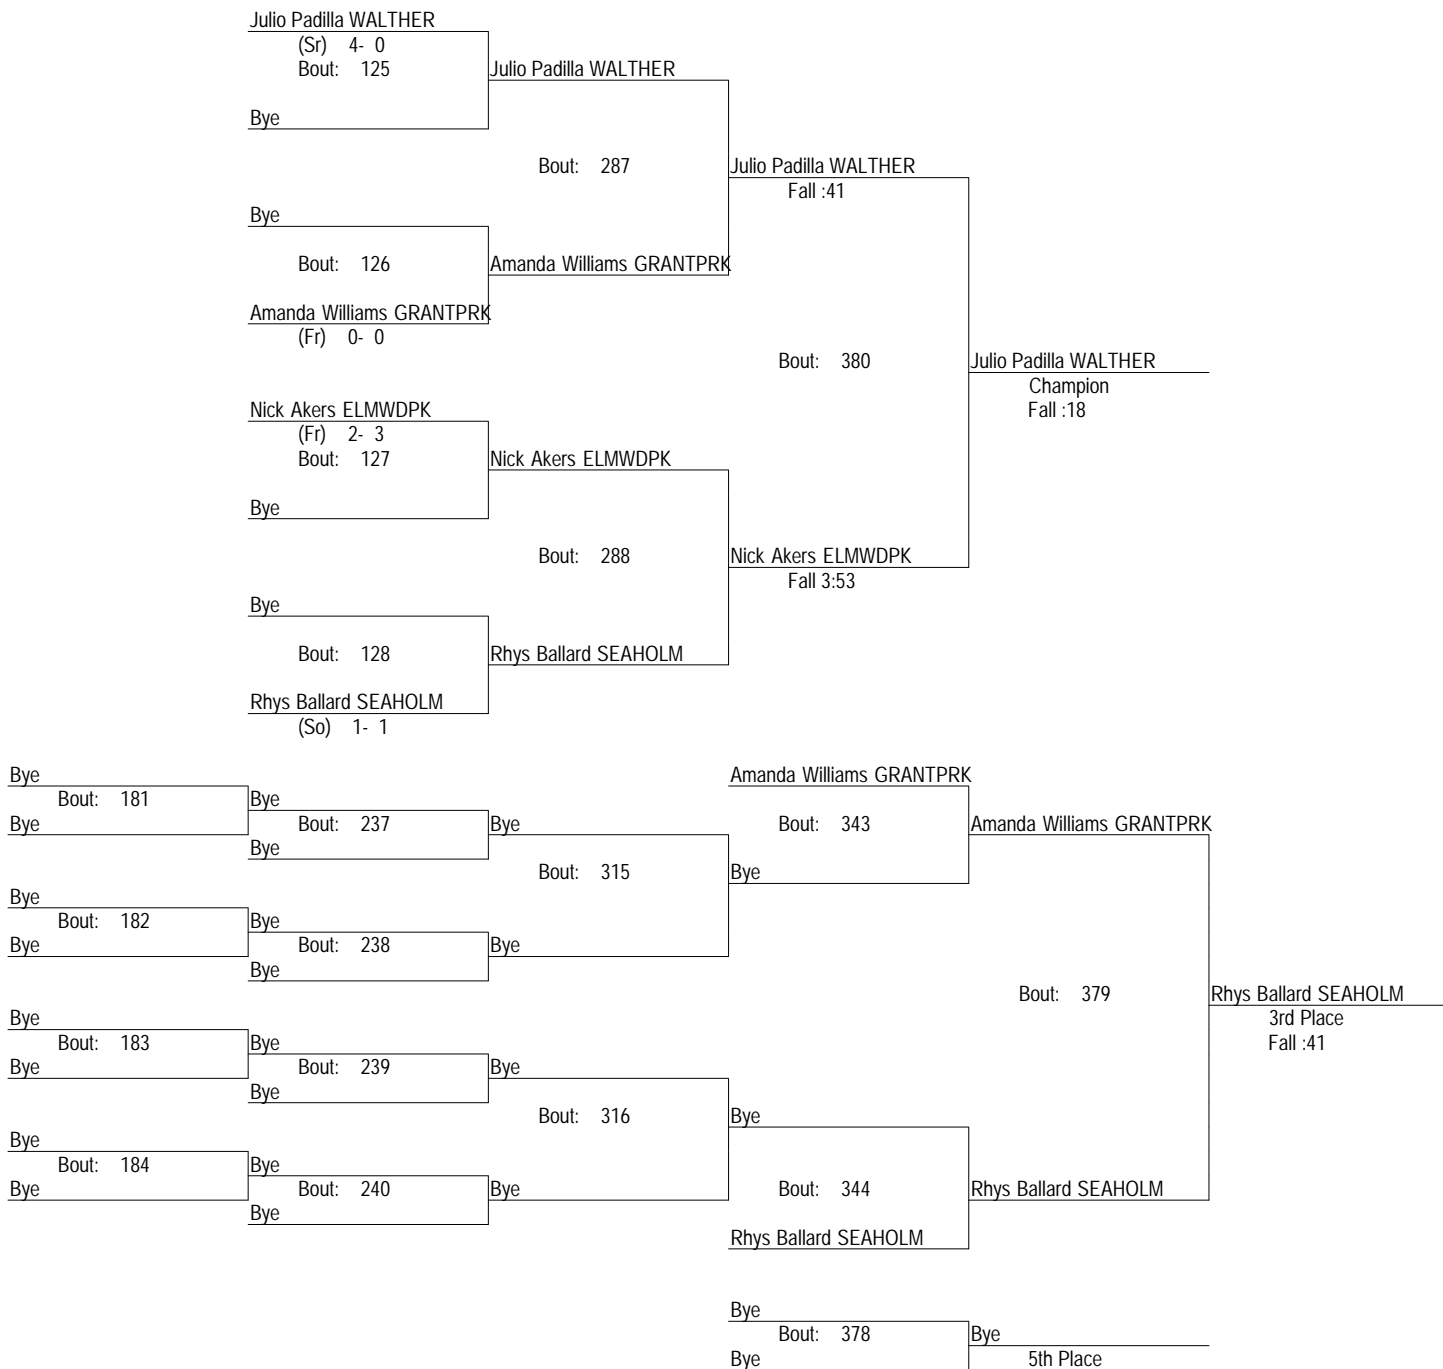 Julio Padilla WALTHER
(Sr) 4- 0
Bout: 125
Julio Padilla WALTHER
Bye
Bout: 287
Julio Padilla WALTHER
Fall :41
Bye
Bout: 126
Amanda Williams GRANTPRK
Amanda Williams GRANTPRK
(Fr) 0- 0
Bout: 380
Julio Padilla WALTHER
Champion
Fall :18
Nick Akers ELMWDPK
(Fr) 2- 3
Bout: 127
Nick Akers ELMWDPK
Bye
Bout: 288
Nick Akers ELMWDPK
Fall 3:53
Bye
Bout: 128
Rhys Ballard SEAHOLM
Rhys Ballard SEAHOLM
(So) 1- 1
Bye
Bout: 181
Bye
Bye
Bout: 237
Bye
Bye
Bout: 315
Bye
Bout: 182
Bye
Bye
Bout: 238
Bye
Bye
Amanda Williams GRANTPRK
Bout: 343
Bye
Amanda Williams GRANTPRK
Bout: 379
Rhys Ballard SEAHOLM
3rd Place
Fall :41
Bye
Bout: 183
Bye
Bye
Bout: 239
Bye
Bye
Bout: 316
Bye
Bout: 184
Bye
Bye
Bout: 240
Bye
Bye
Bye
Bout: 344
Rhys Ballard SEAHOLM
Rhys Ballard SEAHOLM
Bye
Bout: 378
Bye
Bye
5th Place